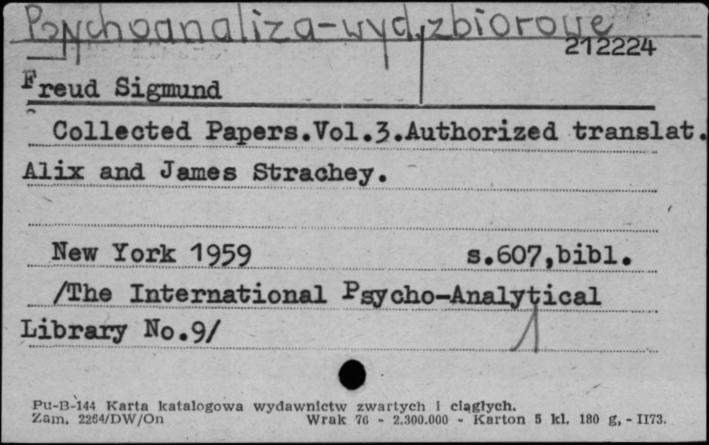 Psychoanaliza-wyd.zbiorowe
212224
Freud Sigmund
Collected Papers.Vol.3.Authorized translat.
Alix and James Strachey.
New York 1959 s.607,bibl.
/The International Psycho-Analytical
Library No.9/
1
Pu-B-144 Karta katalogowa wydawnictw zwartych i ciągłych.
Zam. 2264/DW/On Wrak 76 - 2.300.000 - Karton 5 kl. 180 g, - II73.